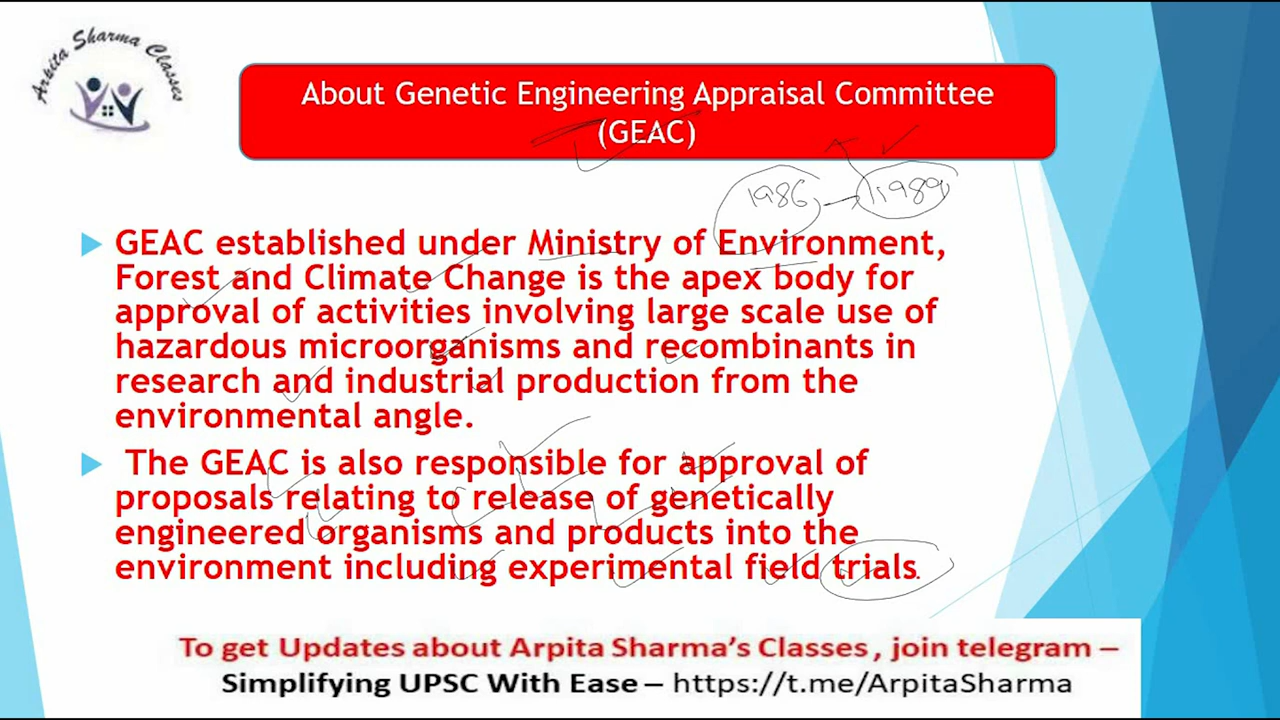 Arpita Sharma Classes
About Genetic Engineering Appraisal Committee
(GEAC)
1986 1989
GEAC established under Ministry of Environment,
Forest and Climate Change is the apex body for
approval of activities involving large scale use of
hazardous microorganisms and recombinants in
research and industrial production from the
environmental angle.
The GEAC is also responsible for approval of
proposals relating to release of genetically
engineered organisms and products into the
environment including experimental field trials.
To get Updates about Arpita Sharma's Classes , join telegram –
Simplifying UPSC With Ease – https://t.me/ArpitaSharma